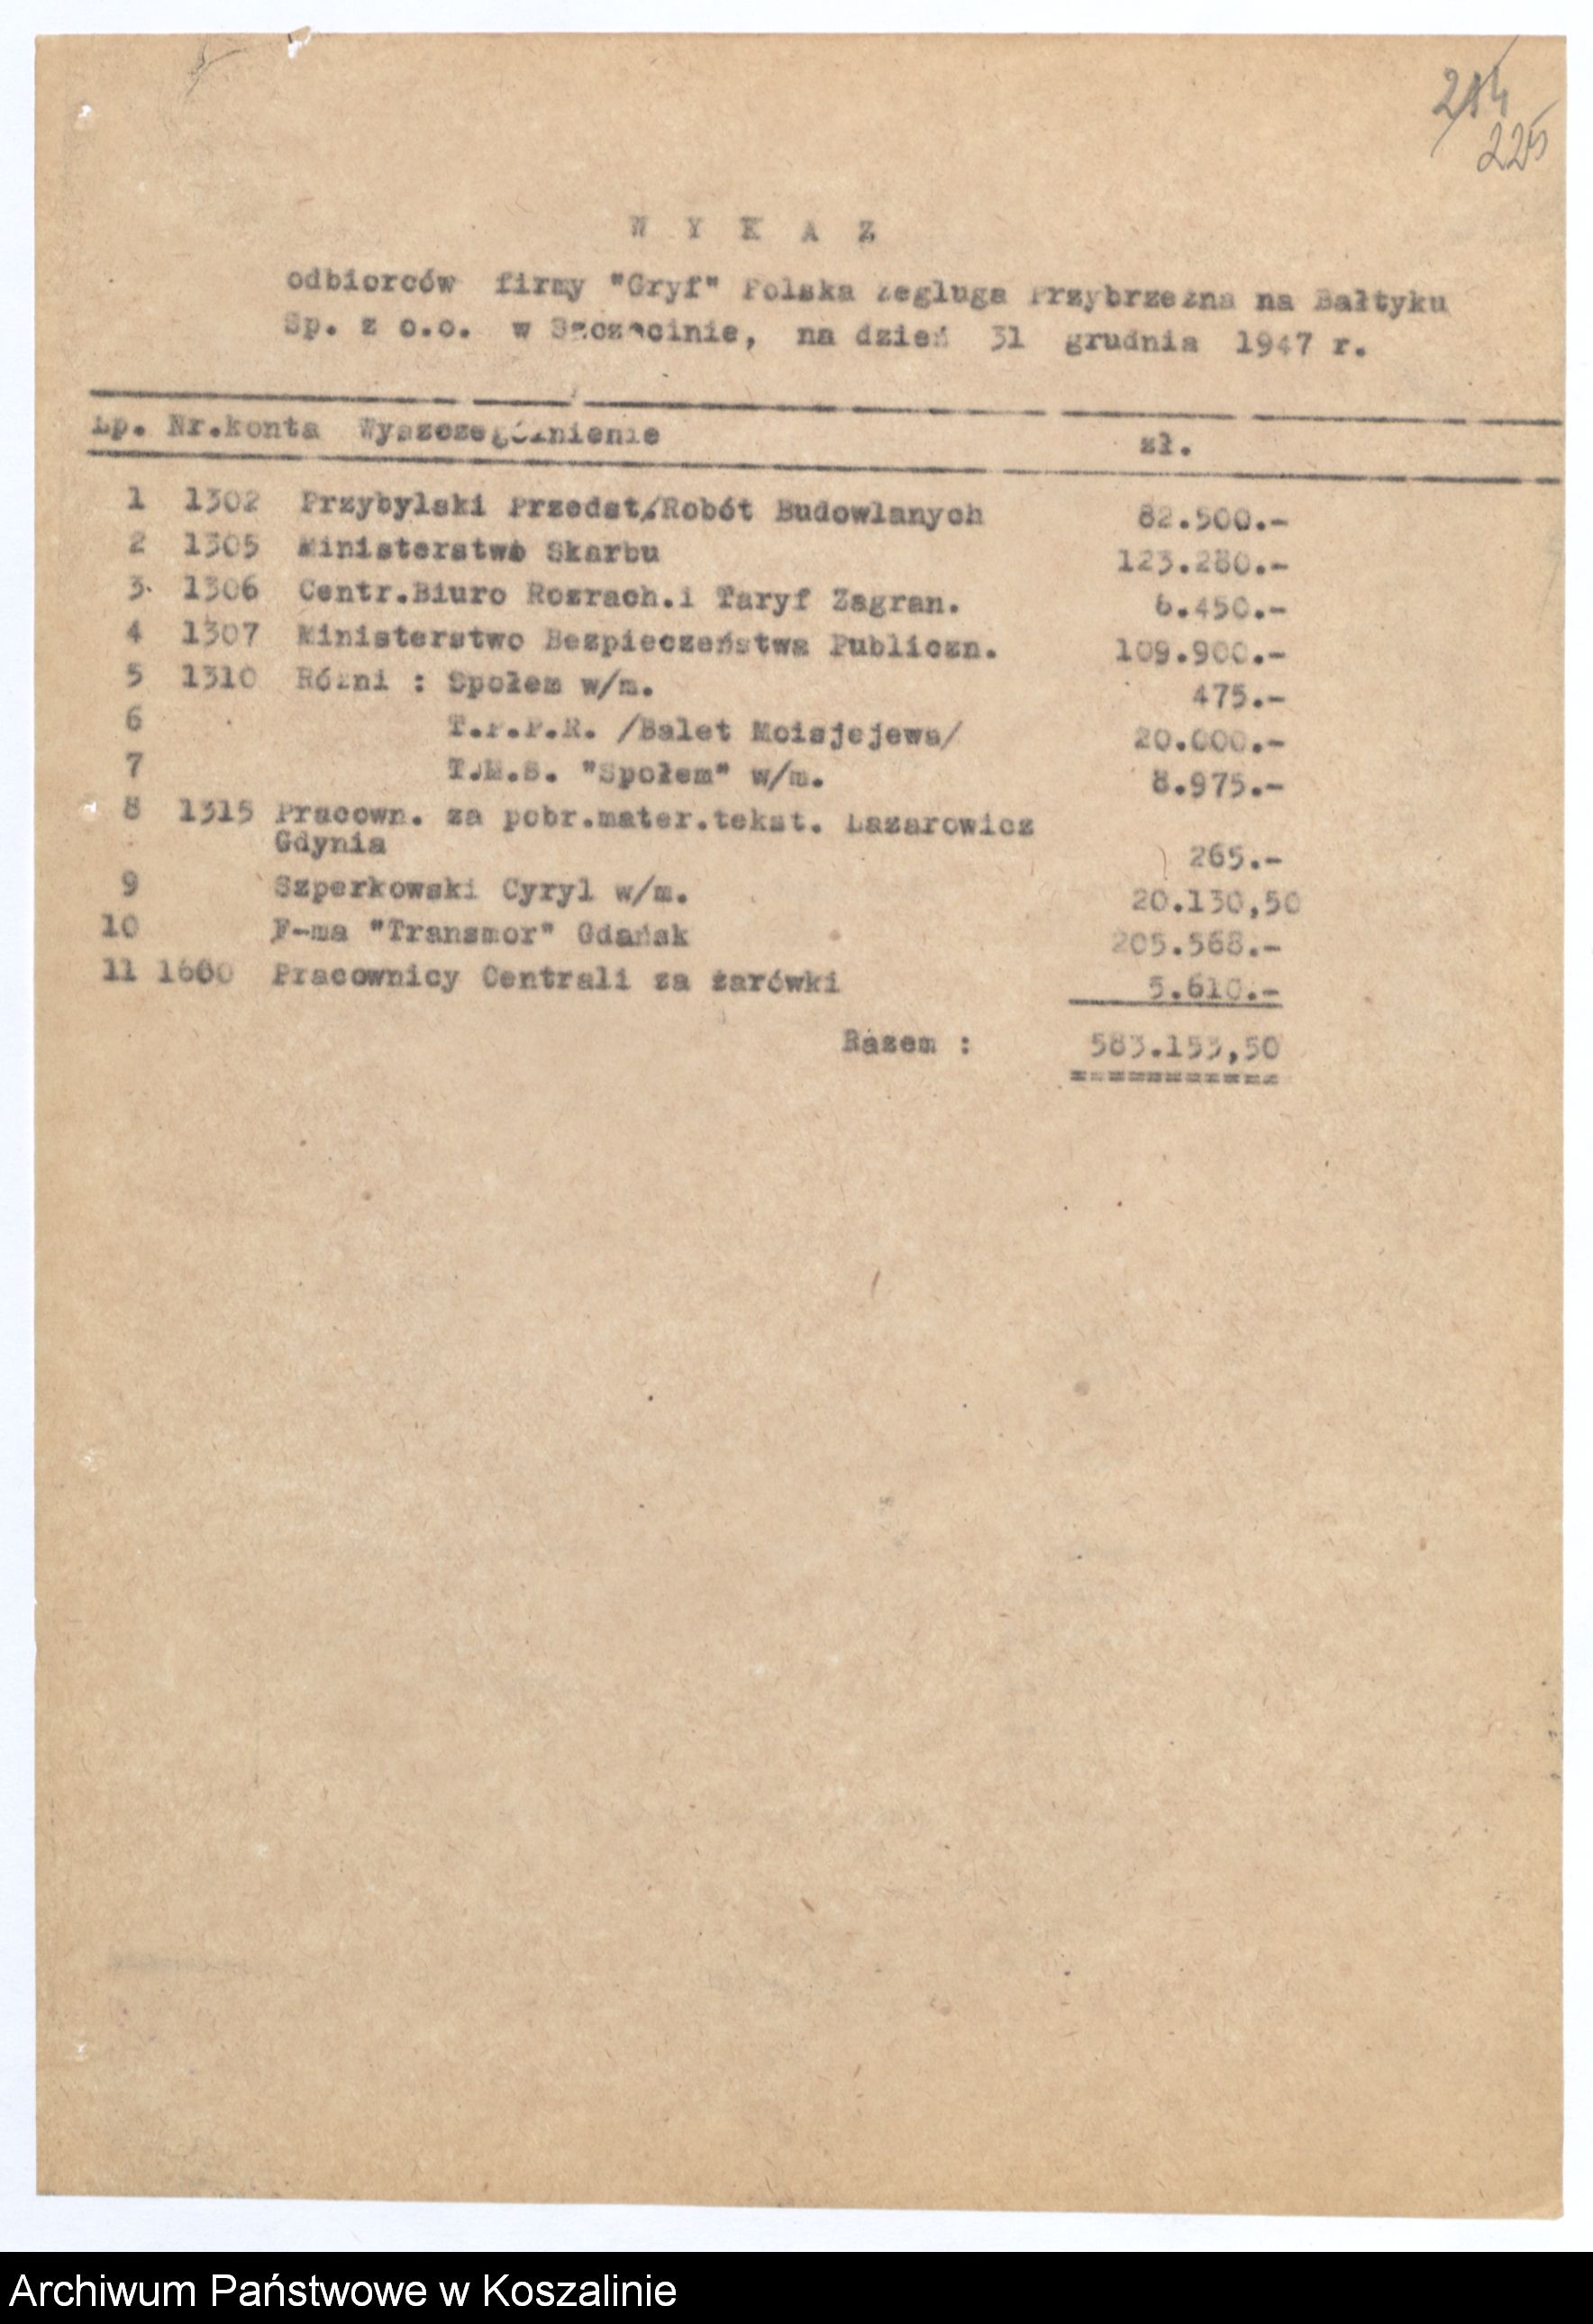 214
225
W Y K A Z
odbiorców firmy "Gryf" Polska Żegluga Przybrzeżna na Bałtyku
Sp. z o.o. w Szczecinie, na dzień 31 grudnia 1947 r.
Lp. Nr.konta Wyszczególnienie zł.
1 1302 Przybylski Przedst./Robót Budowlanych 82.500.-
2 1305 Ministerstwo Skarbu 123.280.-
3. 1306 Centr.Biuro Rozrach.i Taryf Zagran. 6.450.-
4 1307 Ministerstwo Bezpieczeństwa Publiczn. 109.900.-
5 1310 Różni : Społem w/m. 475.-
6 T.P.P.R. /Balet Moisjejewa/ 20.000.-
7 T.M.S. "Społem" w/m. 8.975.-
8 1315 Pracown. za pobr.mater.tekst. Lazarowicz
Gdynia 265.-
9 Szperkowski Cyryl w/m. 20.130,50
10 F-ma "Transmor" Gdańsk 205.568.-
11 1600 Pracownicy Centrali za żarówki 5.610.-
Razem : 583.153,50
Archiwum Państwowe w Koszalinie